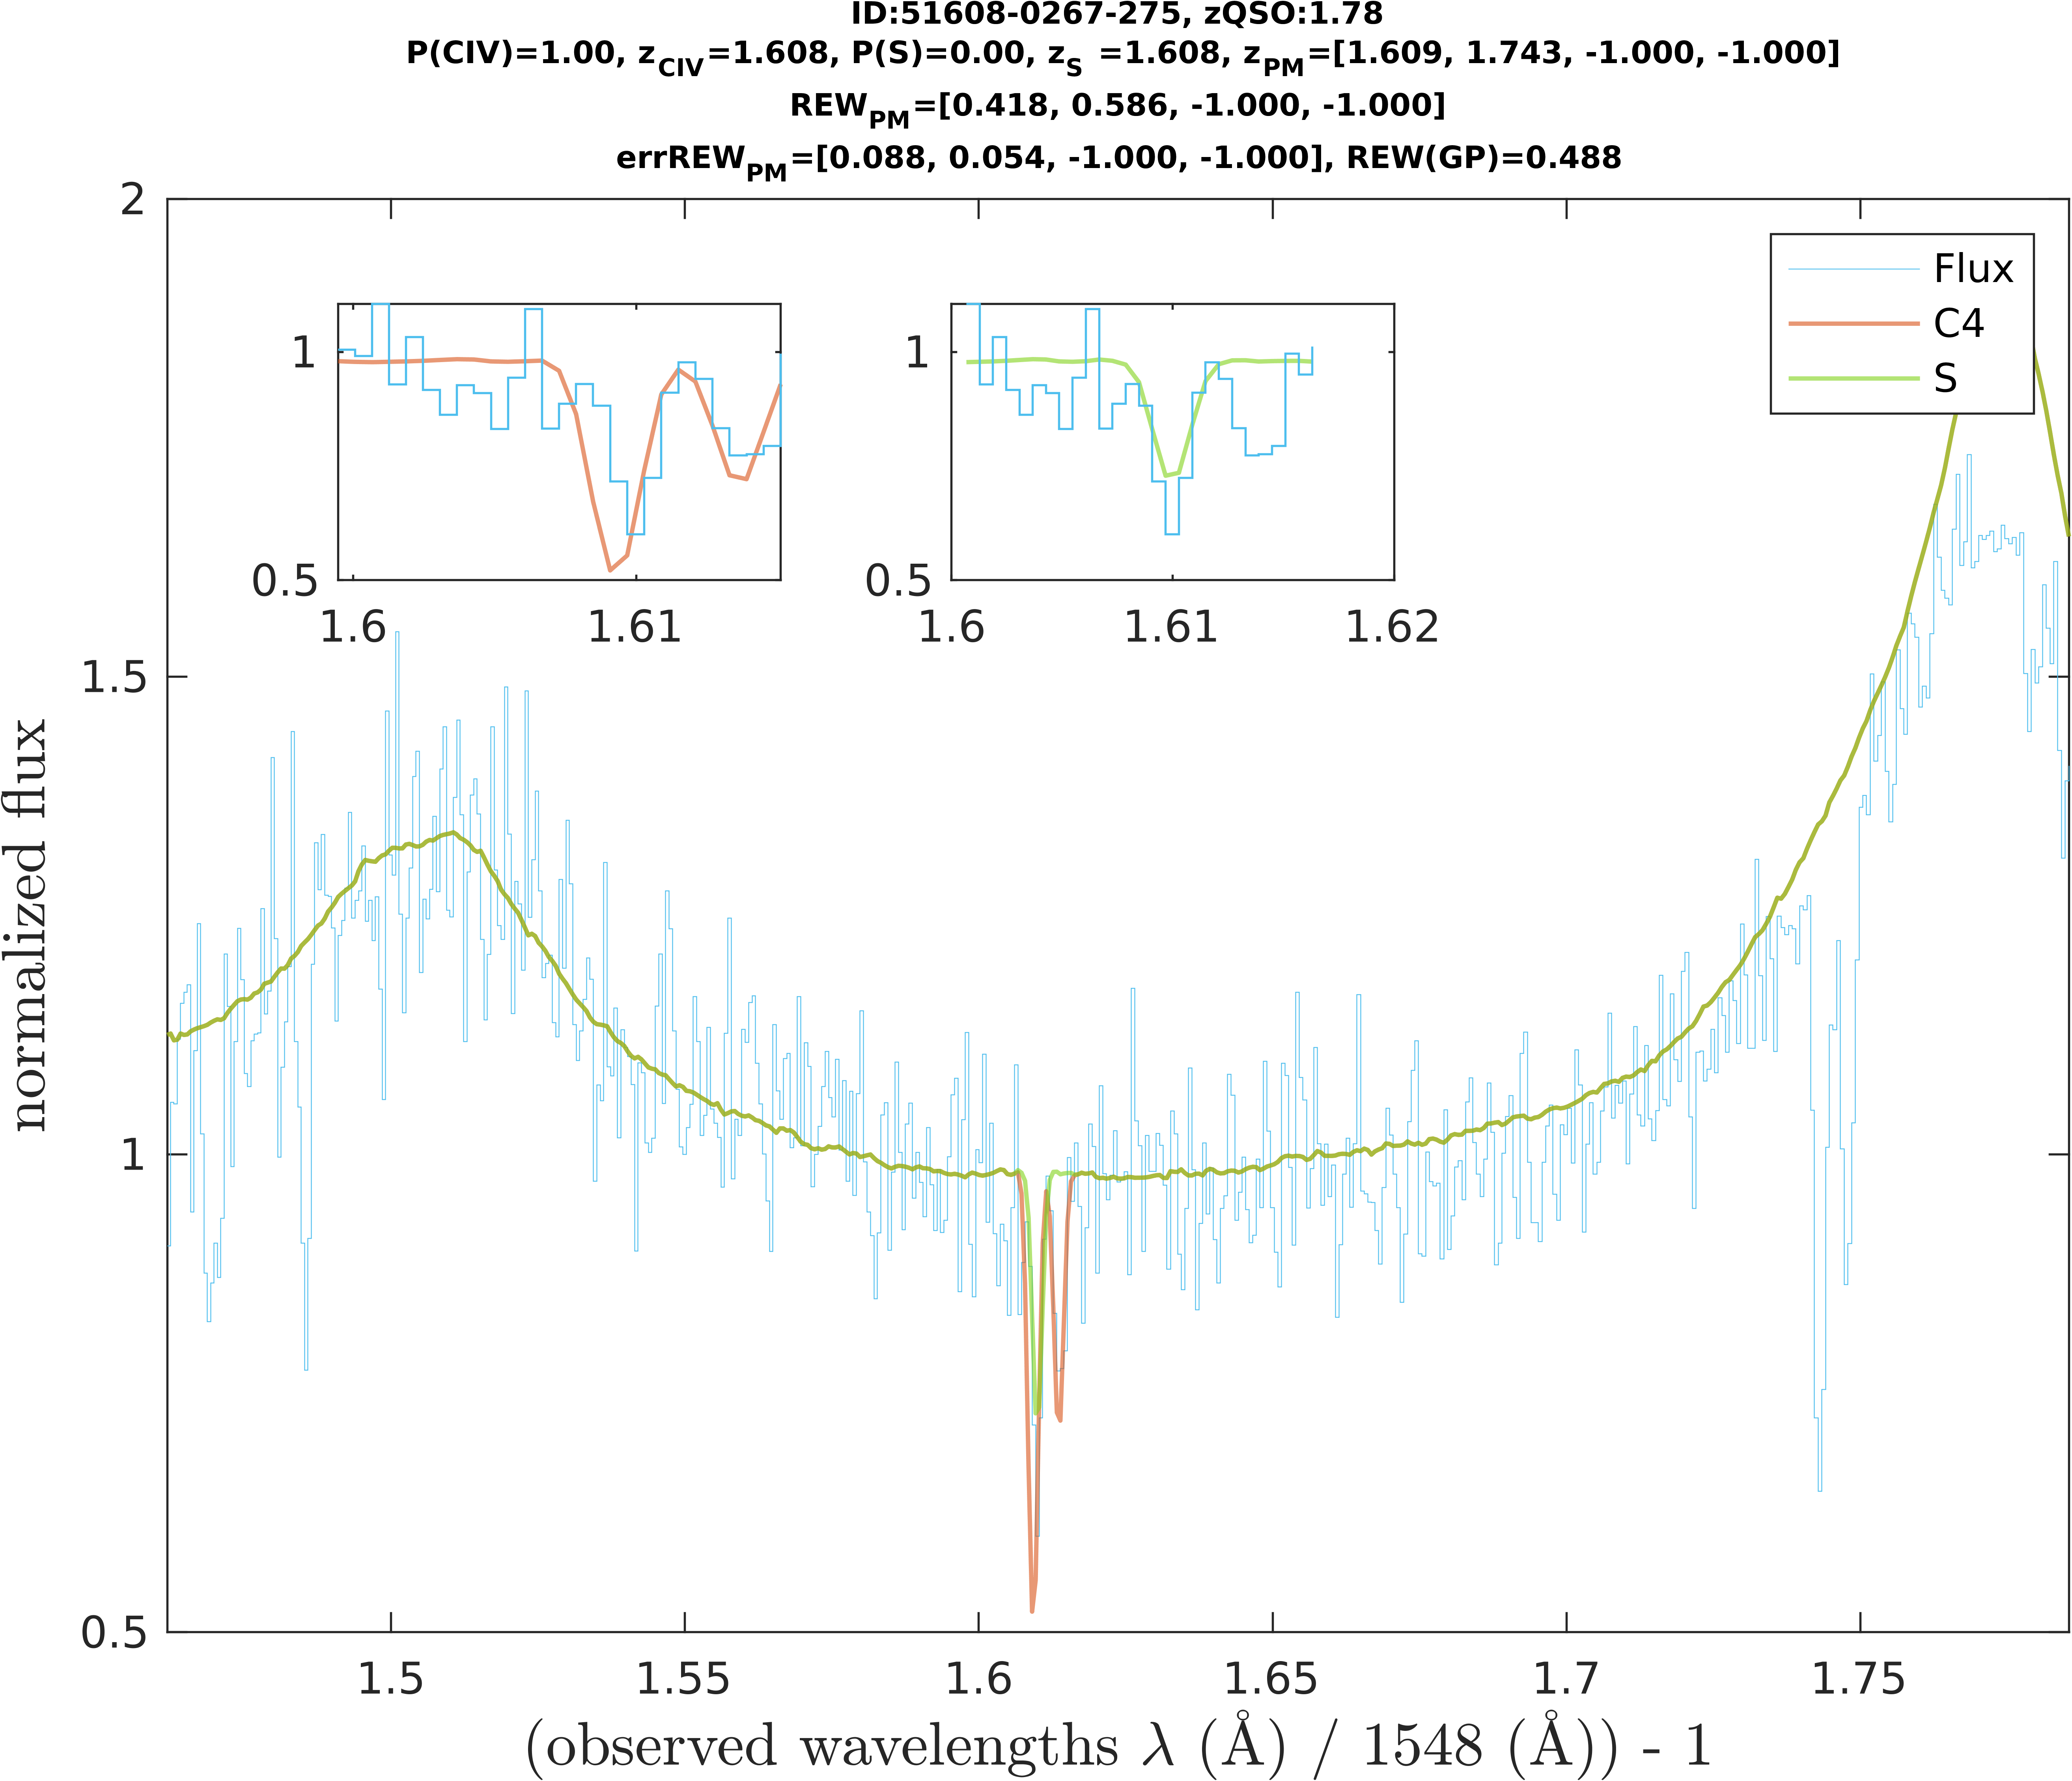 ID:51608-0267-275, zQSO:1.78
P(CIV)=1.00, zCIV=1.608, P(S)=0.00, zS =1.608, zPM=[1.609, 1.743, -1.000, -1.000]
REWPM=[0.418, 0.586, -1.000, -1.000]
errREWPM=[0.088, 0.054, -1.000, -1.000], REW(GP)=0.488
2
1.5
1
0.5
normalized flux
Flux
C4
S
1
0.5
1.6 1.61
1
0.5
1.6 1.61 1.62
1.5 1.55 1.6 1.65 1.7 1.75
(observed wavelengths λ (Å) / 1548 (Å)) - 1